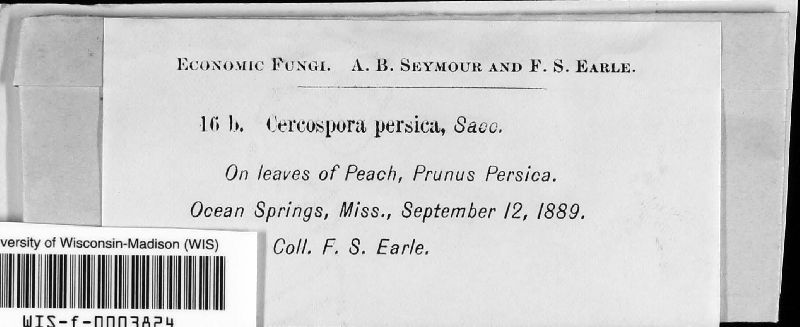 ECONOMIC FUNGI. A. B. SEYMOUR AND F. S. EARLE.
16 b. Cercospora persica, Sacc.
On leaves of Peach, Prunus Persica.
Ocean Springs, Miss., September 12, 1889.
Coll. F. S. Earle.
versity of Wisconsin-Madison (WIS)
WIS-f-0003824